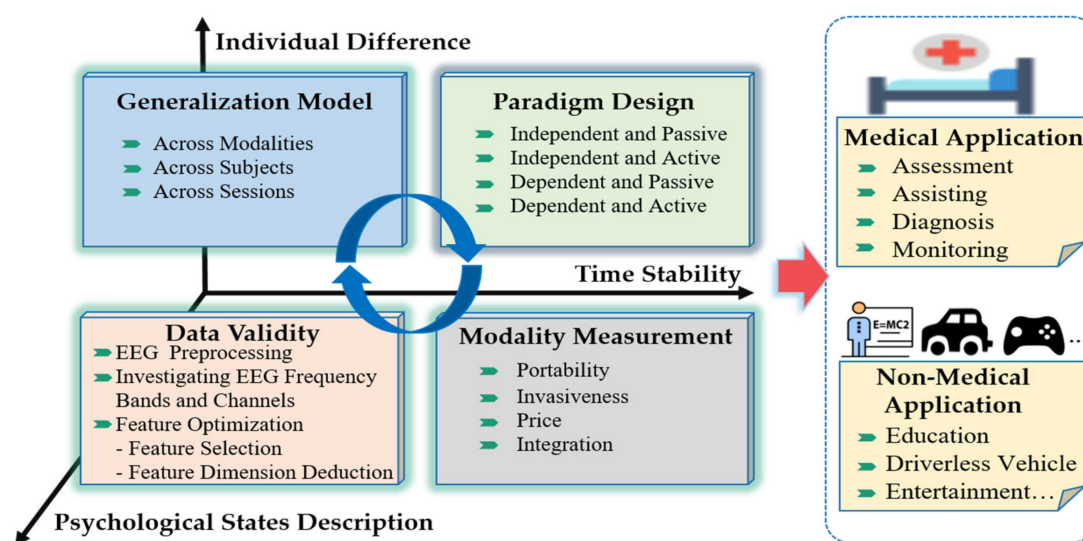 Individual Difference
Generalization Model
Across Modalities
Across Subjects
Across Sessions
Paradigm Design
Independent and Passive
Independent and Active
Dependent and Passive
Dependent and Active
Time Stability
Data Validity
EEG Preprocessing
Investigating EEG Frequency
Bands and Channels
Feature Optimization
- Feature Selection
- Feature Dimension Deduction
Modality Measurement
Portability
Invasiveness
Price
Integration
Psychological States Description
Medical Application
Assessment
Assisting
Diagnosis
Monitoring
E=MC2
...
Non-Medical
Application
Education
Driverless Vehicle
Entertainment...